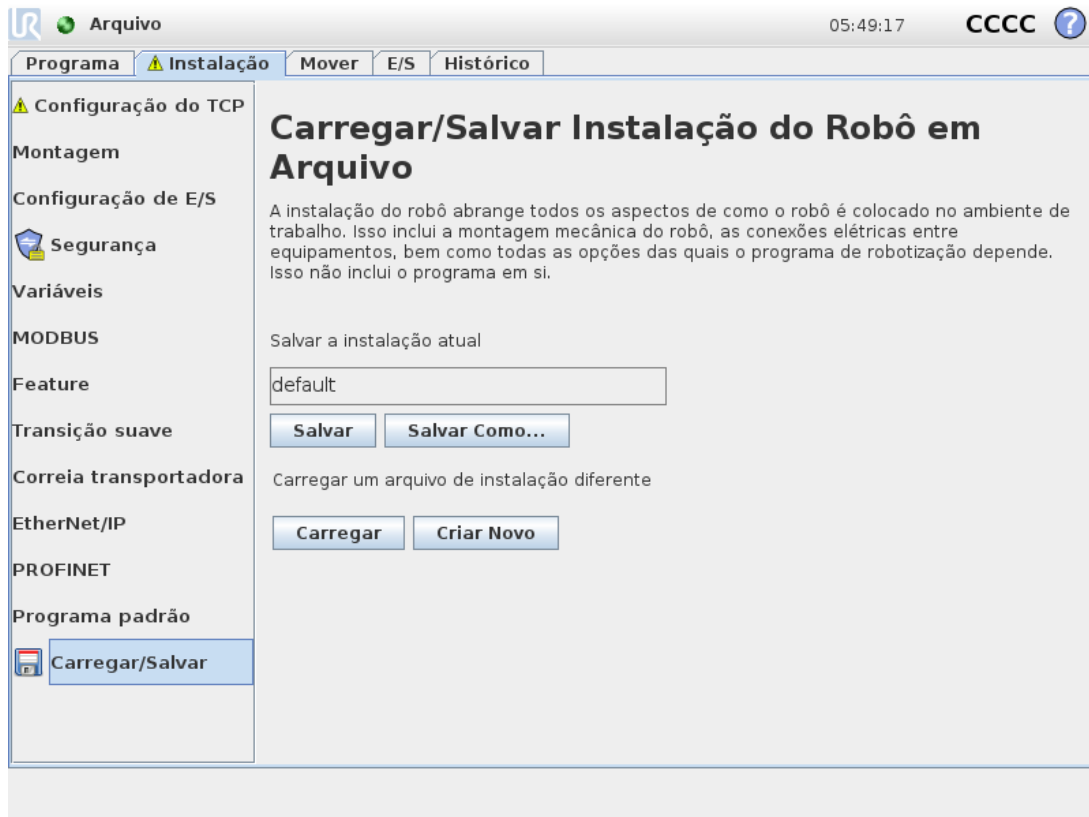 UR Arquivo 05:49:17 CCCC ?
Programa Instalação Mover E/S Histórico
Configuração do TCP
Montagem
Configuração de E/S
Segurança
Variáveis
MODBUS
Feature
Transição suave
Correia transportadora
EtherNet/IP
PROFINET
Programa padrão
Carregar/Salvar
Carregar/Salvar Instalação do Robô em
Arquivo
A instalação do robô abrange todos os aspectos de como o robô é colocado no ambiente de
trabalho. Isso inclui a montagem mecânica do robô, as conexões elétricas entre
equipamentos, bem como todas as opções das quais o programa de robotização depende.
Isso não inclui o programa em si.
Salvar a instalação atual
default
Salvar Salvar Como...
Carregar um arquivo de instalação diferente
Carregar Criar Novo